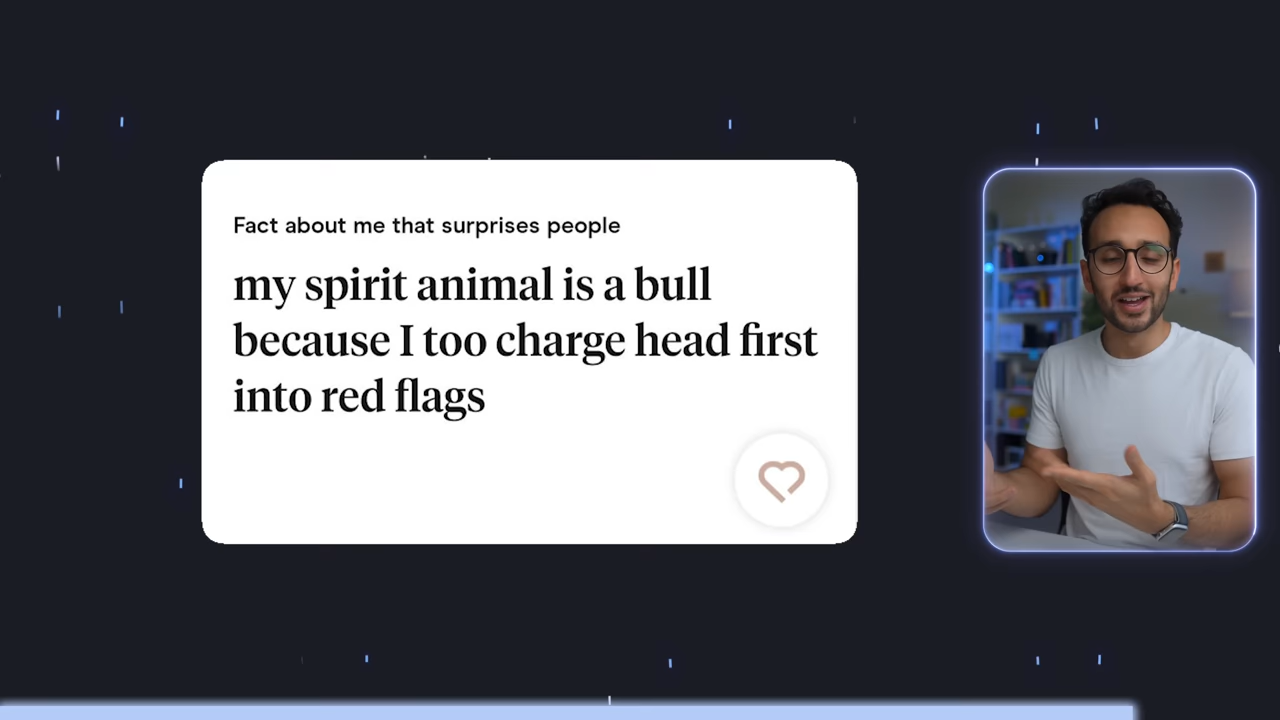 Fact about me that surprises people
my spirit animal is a bull
because I too charge head first
into red flags